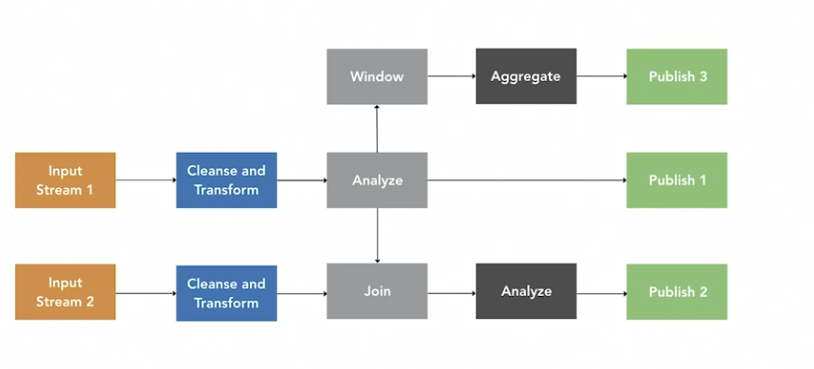 Window
Aggregate
Publish 3
Input
Stream 1
Cleanse and
Transform
Analyze
Publish 1
Input
Stream 2
Cleanse and
Transform
Join
Analyze
Publish 2